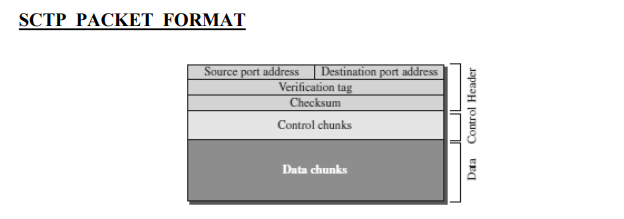 SCTP PACKET FORMAT
Source port address Destination port address
Verification tag
Checksum
Control chunks
Data chunks
Header
Control
Data